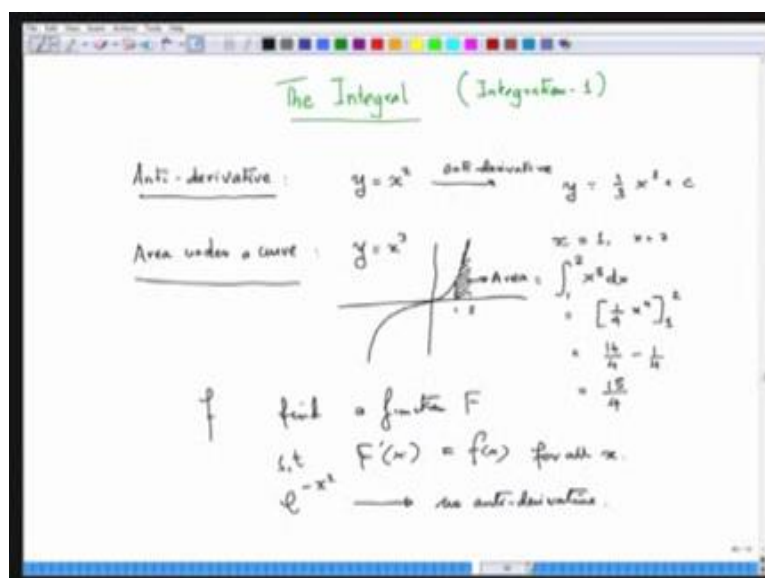 The Integral (Integration-1)
Anti-derivative : y = x² anti derivative → y = 1/3 x³ + c
Area under a curve : y = x³ x = 1, x = 2
Area = ∫₁² x³ dx
1 2
= [1/4 x⁴]₁²
= 16/4 - 1/4
= 15/4
f find a function F
s.t F'(x) = f(x) for all x.
e^(-x²) → no anti-derivative.